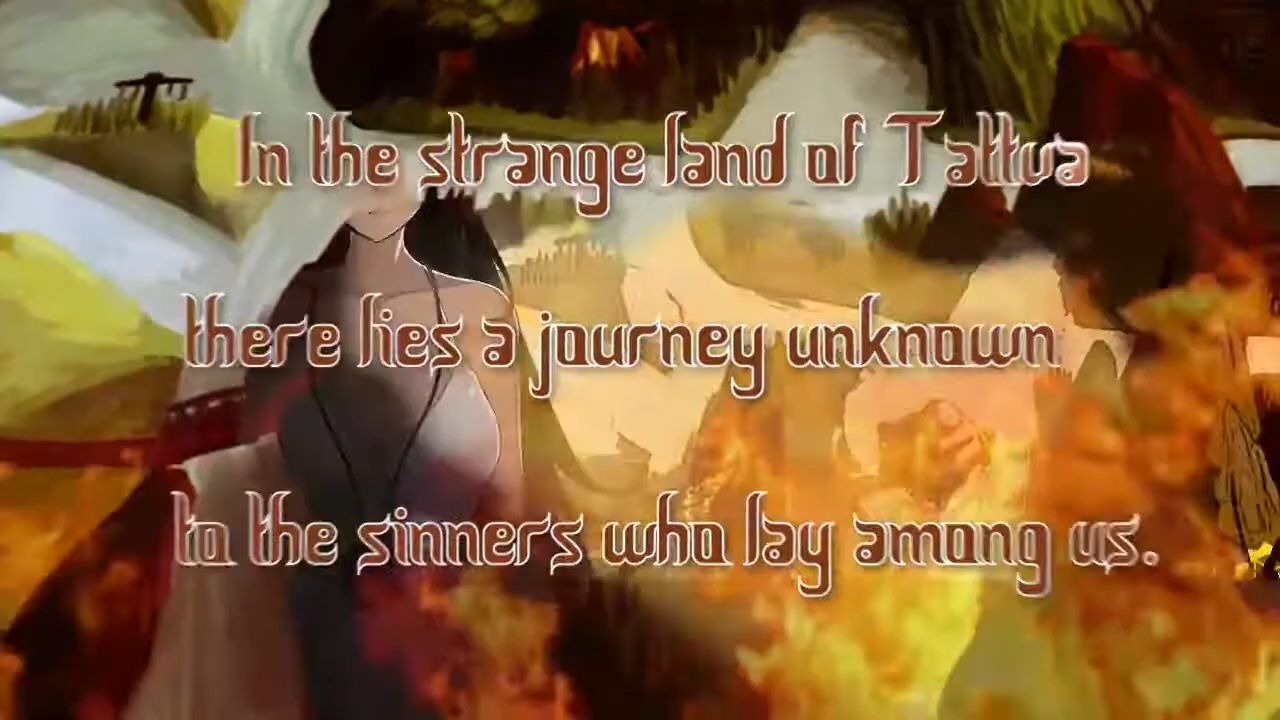 In the strange land of Tattva
there lies a journey unknown
to the sinners who lay among us.